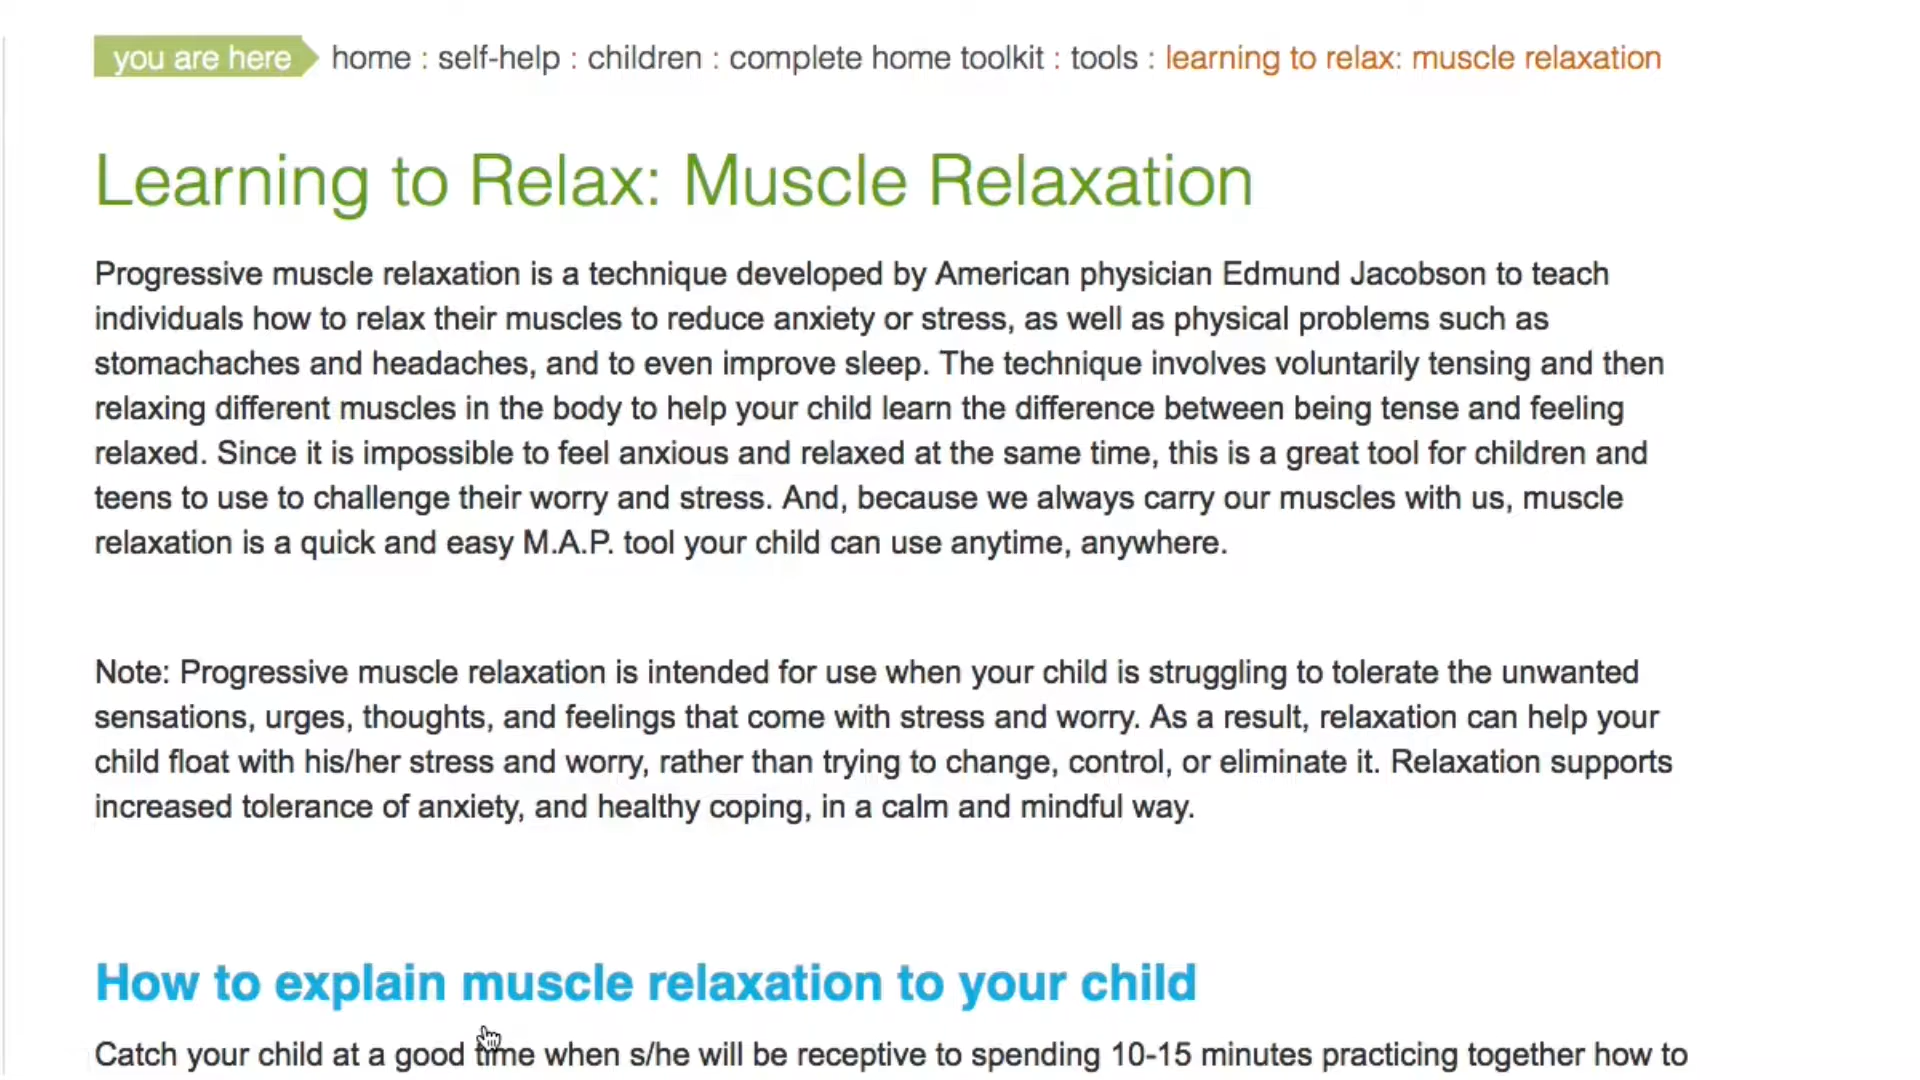 you are here home : self-help : children : complete home toolkit : tools : learning to relax: muscle relaxation
Learning to Relax: Muscle Relaxation
Progressive muscle relaxation is a technique developed by American physician Edmund Jacobson to teach
individuals how to relax their muscles to reduce anxiety or stress, as well as physical problems such as
stomachaches and headaches, and to even improve sleep. The technique involves voluntarily tensing and then
relaxing different muscles in the body to help your child learn the difference between being tense and feeling
relaxed. Since it is impossible to feel anxious and relaxed at the same time, this is a great tool for children and
teens to use to challenge their worry and stress. And, because we always carry our muscles with us, muscle
relaxation is a quick and easy M.A.P. tool your child can use anytime, anywhere.
Note: Progressive muscle relaxation is intended for use when your child is struggling to tolerate the unwanted
sensations, urges, thoughts, and feelings that come with stress and worry. As a result, relaxation can help your
child float with his/her stress and worry, rather than trying to change, control, or eliminate it. Relaxation supports
increased tolerance of anxiety, and healthy coping, in a calm and mindful way.
How to explain muscle relaxation to your child
Catch your child at a good time when s/he will be receptive to spending 10-15 minutes practicing together how to